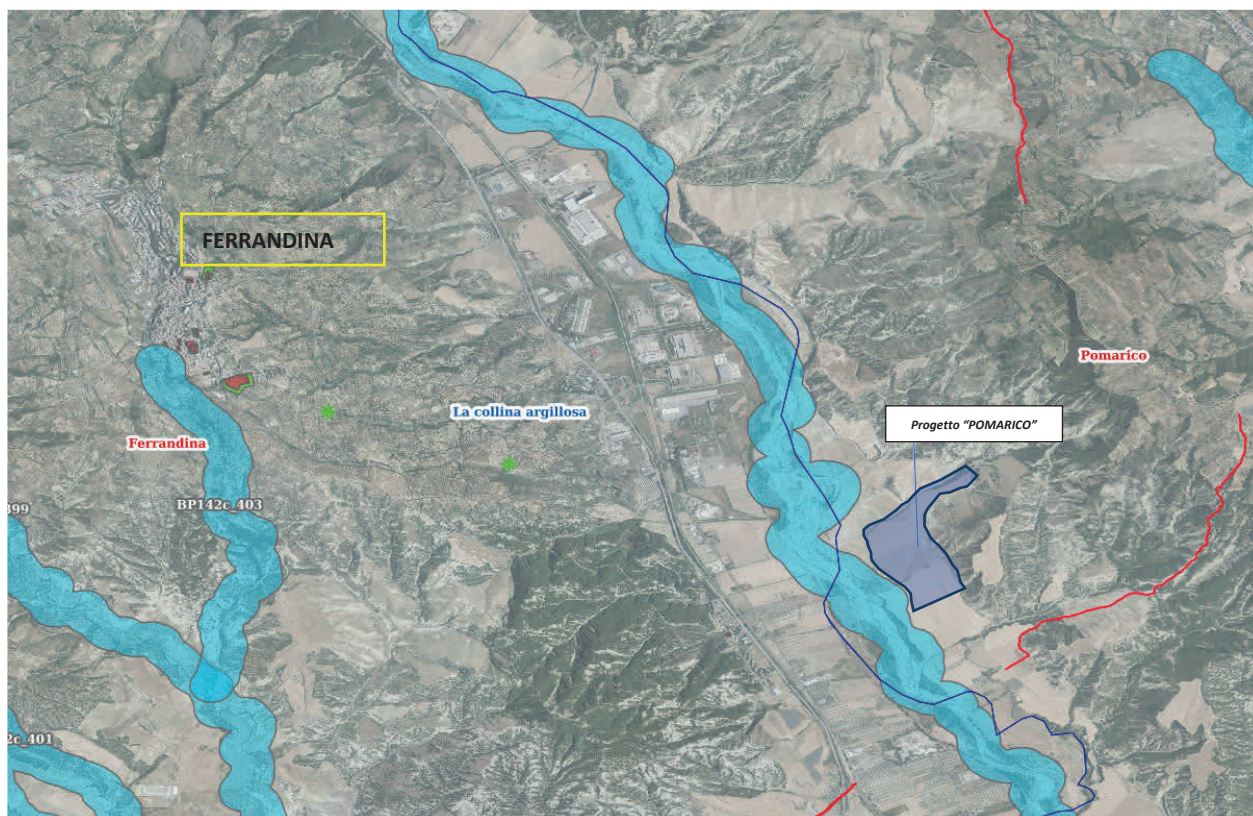 FERRANDINA
Pomarico
La collina argillosa
Progetto "POMARICO"
Ferrandina
BP142c_403
399
2c_401